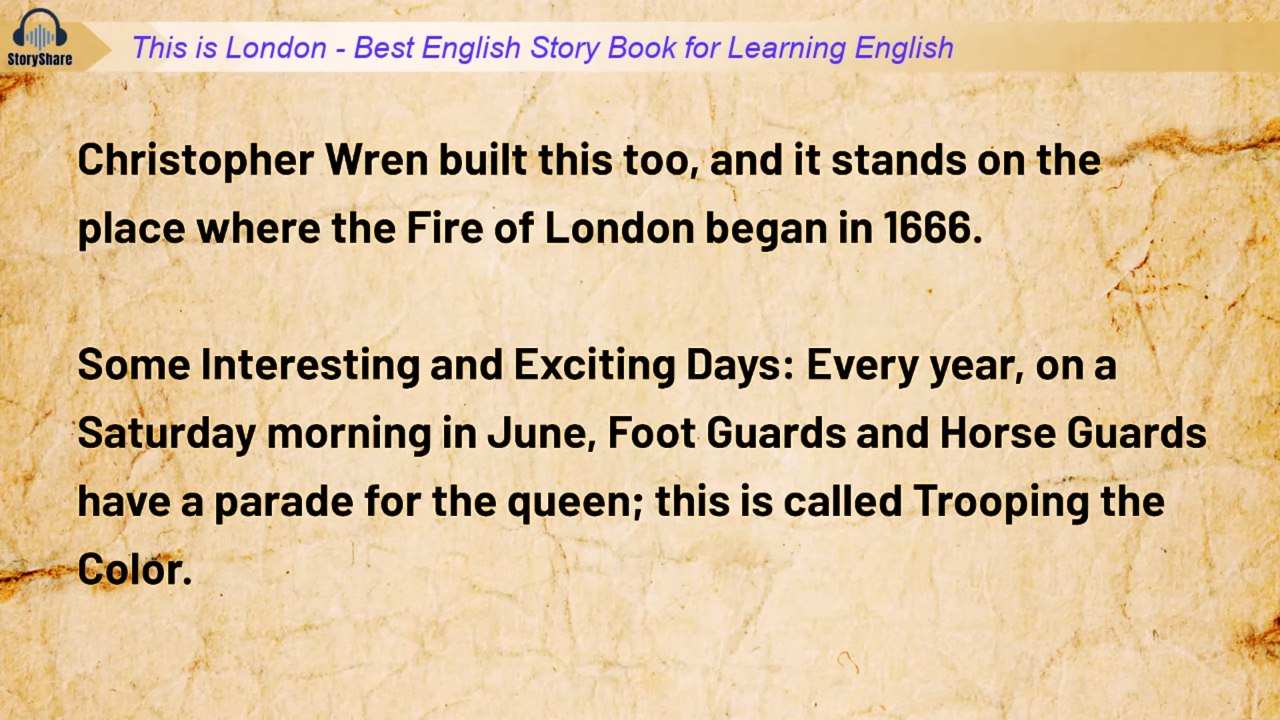 StoryShare
This is London - Best English Story Book for Learning English
Christopher Wren built this too, and it stands on the
place where the Fire of London began in 1666.
Some Interesting and Exciting Days: Every year, on a
Saturday morning in June, Foot Guards and Horse Guards
have a parade for the queen; this is called Trooping the
Color.